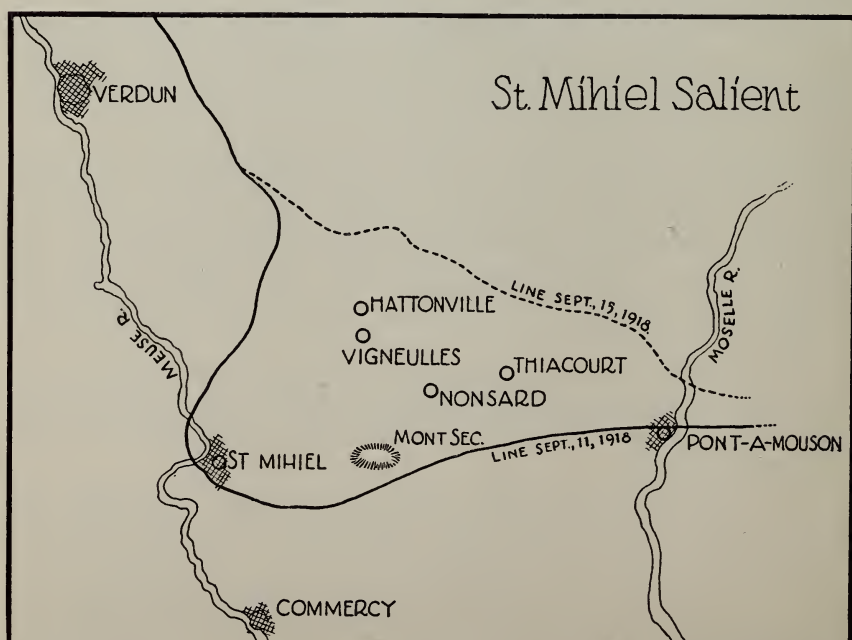 St. Mihiel Salient
VERDUN
LINE SEPT., 15, 1918.
MOSELLE R.
HATTONVILLE
MEUSE R.
VIGNEULLES
THIACOURT
NONSARD
MONT SEC.
LINE SEPT., 11, 1918
PONT-A-MOUSON
ST MIHIEL
COMMERCY